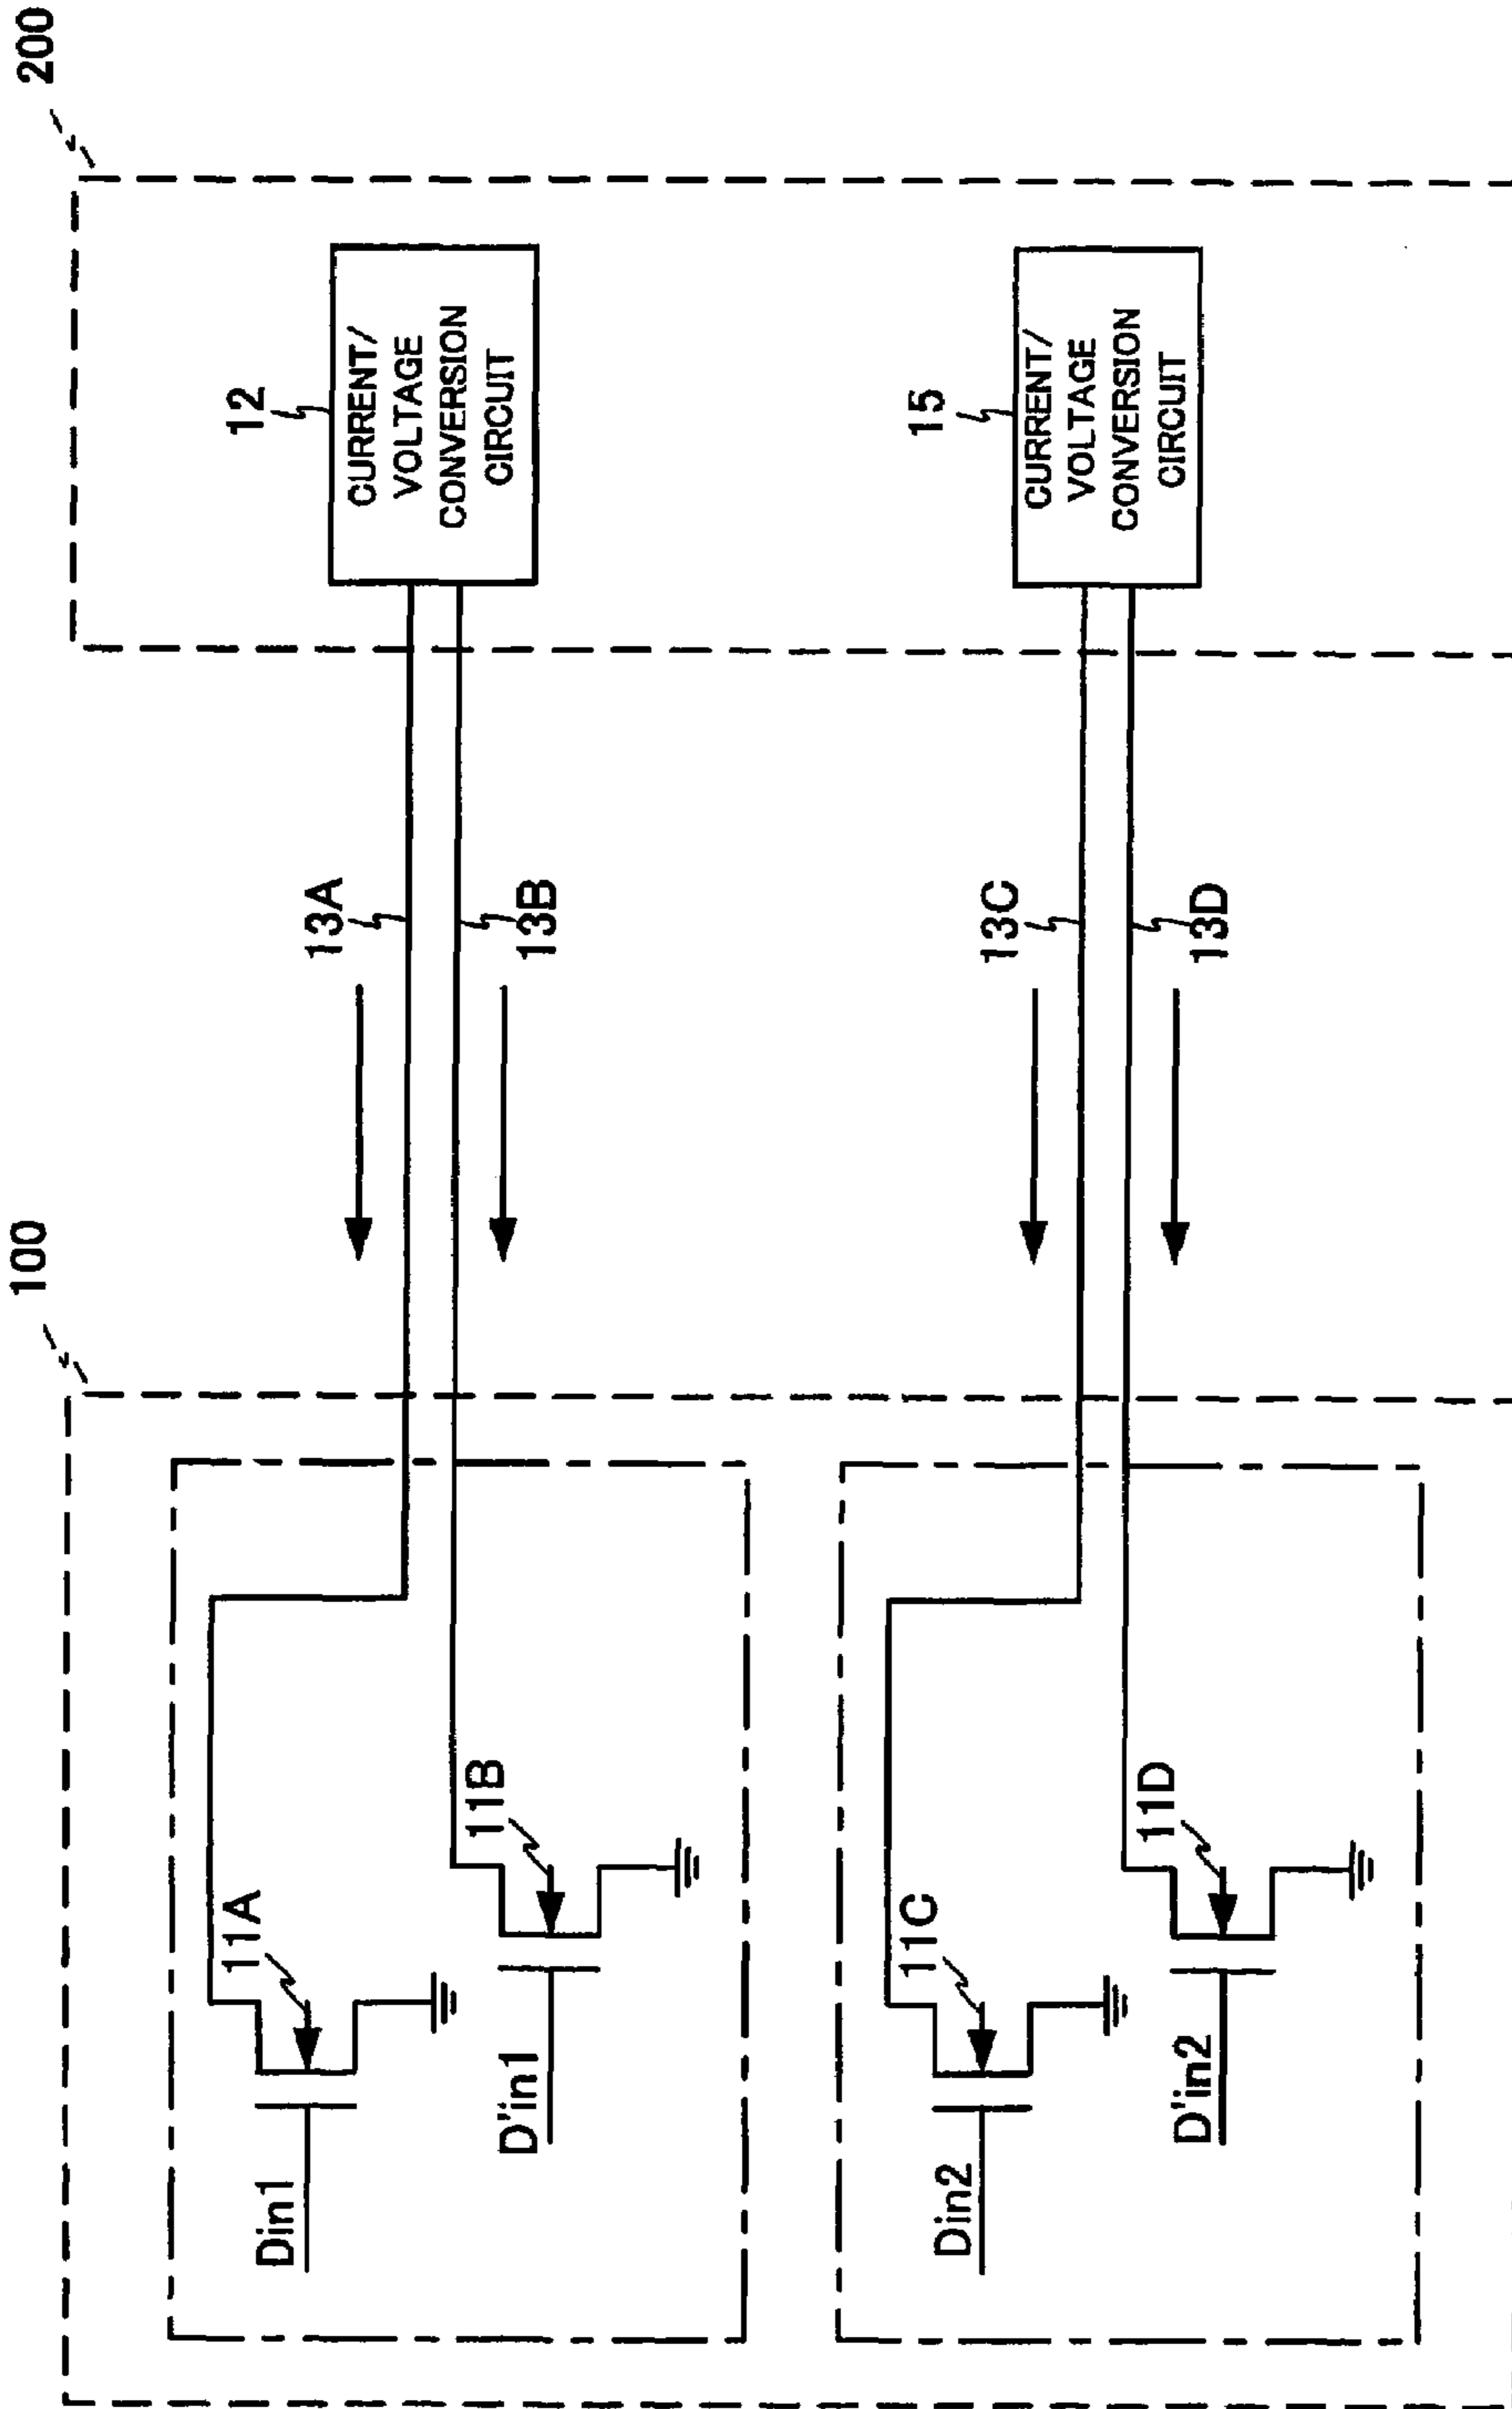 100
200
Din1
11A
D'in1
11B
13A
13B
12
CURRENT/
VOLTAGE
CONVERSION
CIRCUIT
Din2
11C
D'in2
11D
13C
13D
15
CURRENT/
VOLTAGE
CONVERSION
CIRCUIT